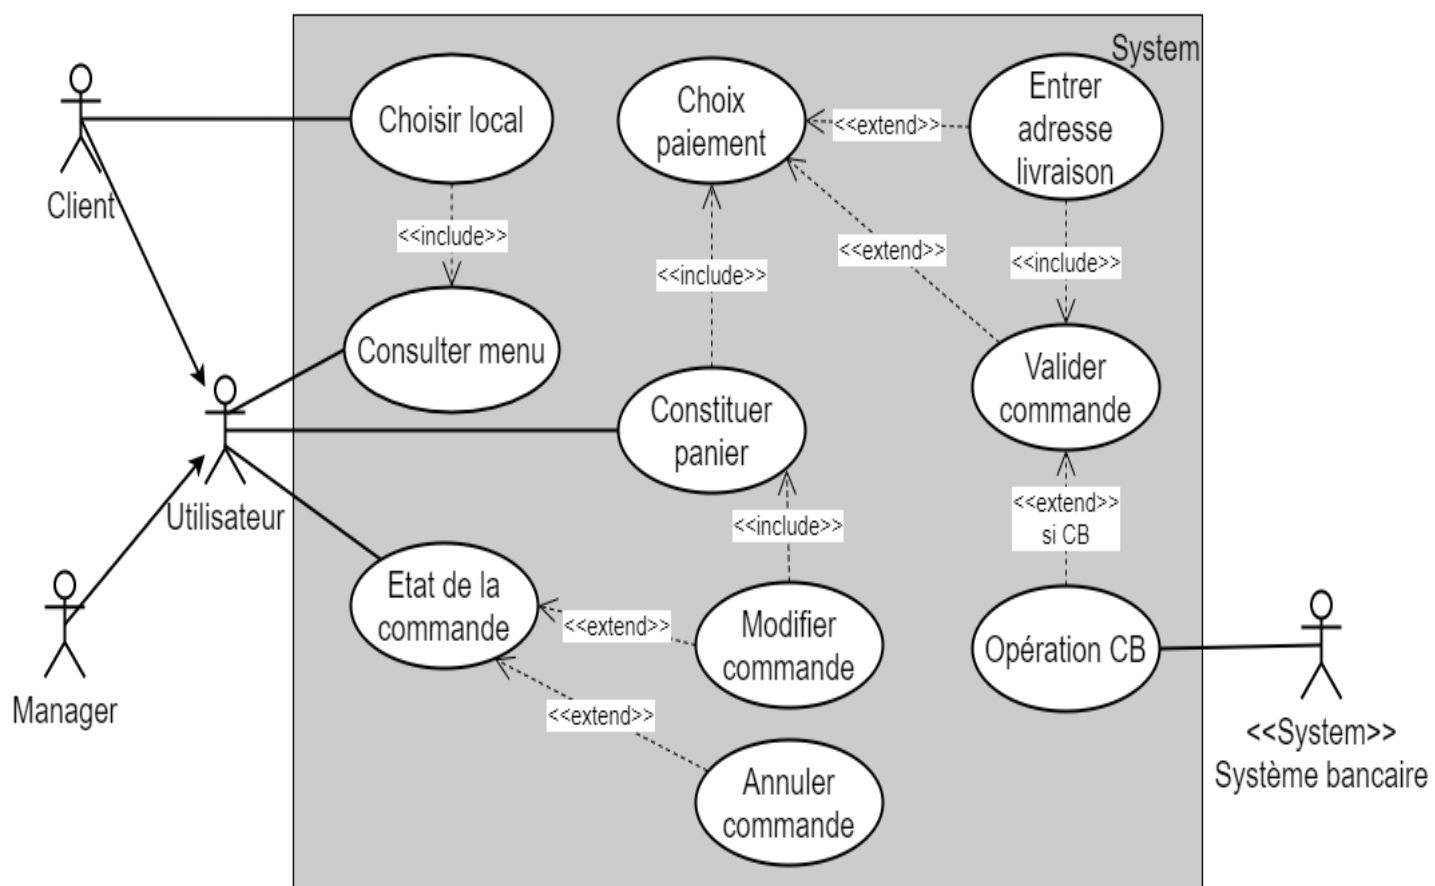 System
Choisir local
Choix
paiement
<<extend>>
Entrer
adresse
livraison
Client
<<include>>
<<extend>>
<<include>>
<<include>>
Consulter menu
Valider
commande
Constituer
panier
Utilisateur
<<extend>>
si CB
<<include>>
Etat de la
commande
<<extend>>
Modifier
commande
Opération CB
Manager
<<extend>>
<<System>>
Système bancaire
Annuler
commande